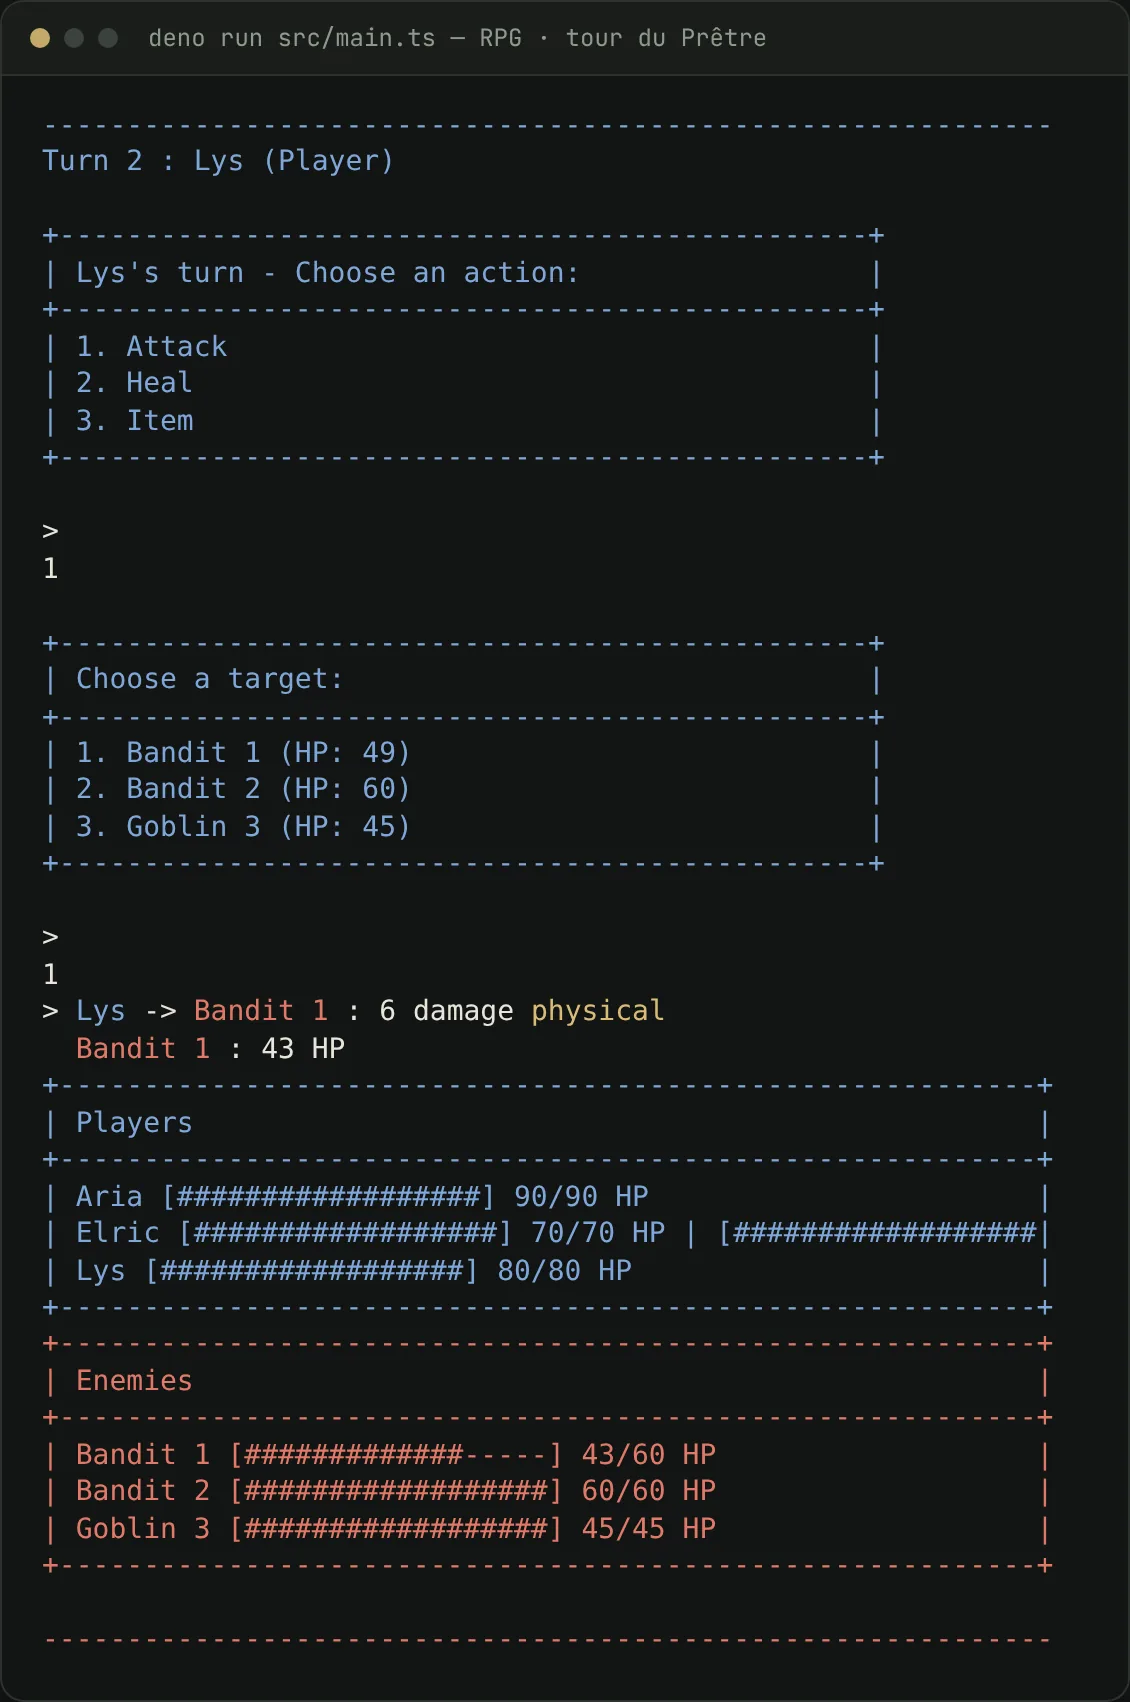 deno run src/main.ts — RPG · tour du Prêtre
------------------------------------------------------------
Turn 2 : Lys (Player)
+------------------------------------------------+
| Lys's turn - Choose an action:                 |
+------------------------------------------------+
| 1. Attack                                      |
| 2. Heal                                        |
| 3. Item                                        |
+------------------------------------------------+
>
1
+------------------------------------------------+
| Choose a target:                               |
+------------------------------------------------+
| 1. Bandit 1 (HP: 49)                           |
| 2. Bandit 2 (HP: 60)                           |
| 3. Goblin 3 (HP: 45)                           |
+------------------------------------------------+
>
1
> Lys -> Bandit 1 : 6 damage physical
  Bandit 1 : 43 HP
+----------------------------------------------------------+
| Players                                                  |
+----------------------------------------------------------+
| Aria [##################] 90/90 HP                       |
| Elric [##################] 70/70 HP | [##################|
| Lys [##################] 80/80 HP                        |
+----------------------------------------------------------+
+----------------------------------------------------------+
| Enemies                                                  |
+----------------------------------------------------------+
| Bandit 1 [#############-----] 43/60 HP                   |
| Bandit 2 [##################] 60/60 HP                   |
| Goblin 3 [##################] 45/45 HP                   |
+----------------------------------------------------------+
------------------------------------------------------------